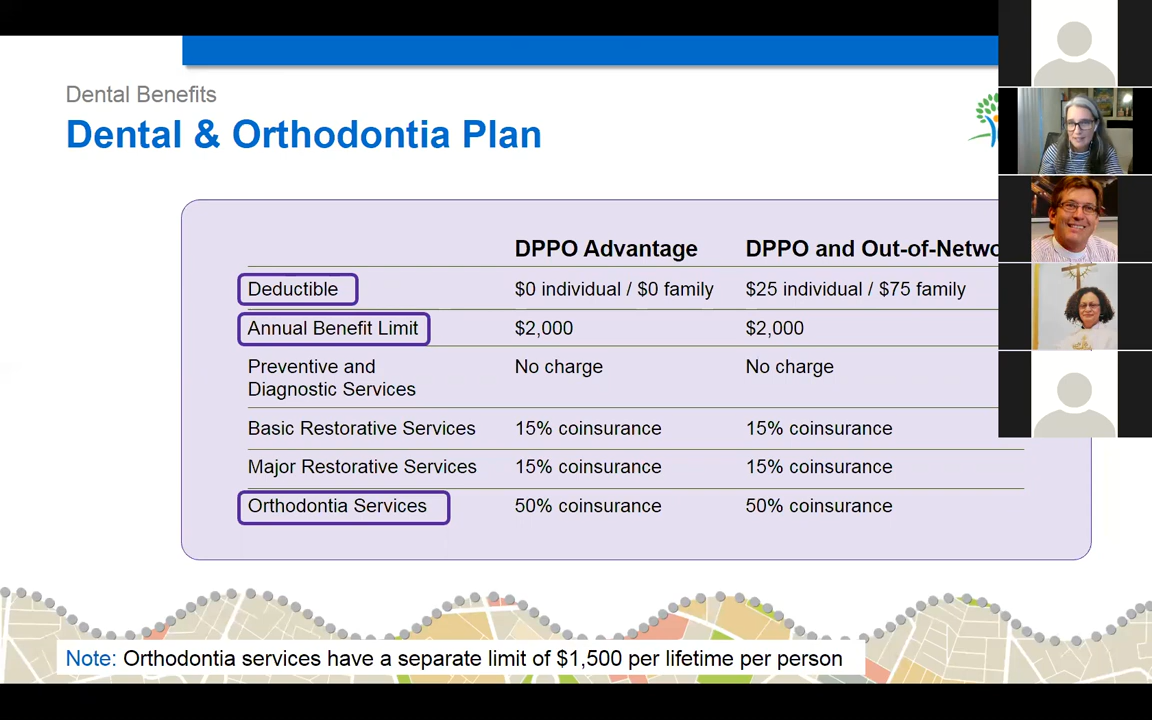 Dental Benefits
Dental & Orthodontia Plan
DPPO Advantage DPPO and Out-of-Netwo
Deductible $0 individual / $0 family $25 individual / $75 family
Annual Benefit Limit $2,000 $2,000
Preventive and No charge No charge
Diagnostic Services
Basic Restorative Services 15% coinsurance 15% coinsurance
Major Restorative Services 15% coinsurance 15% coinsurance
Orthodontia Services 50% coinsurance 50% coinsurance
Note: Orthodontia services have a separate limit of $1,500 per lifetime per person